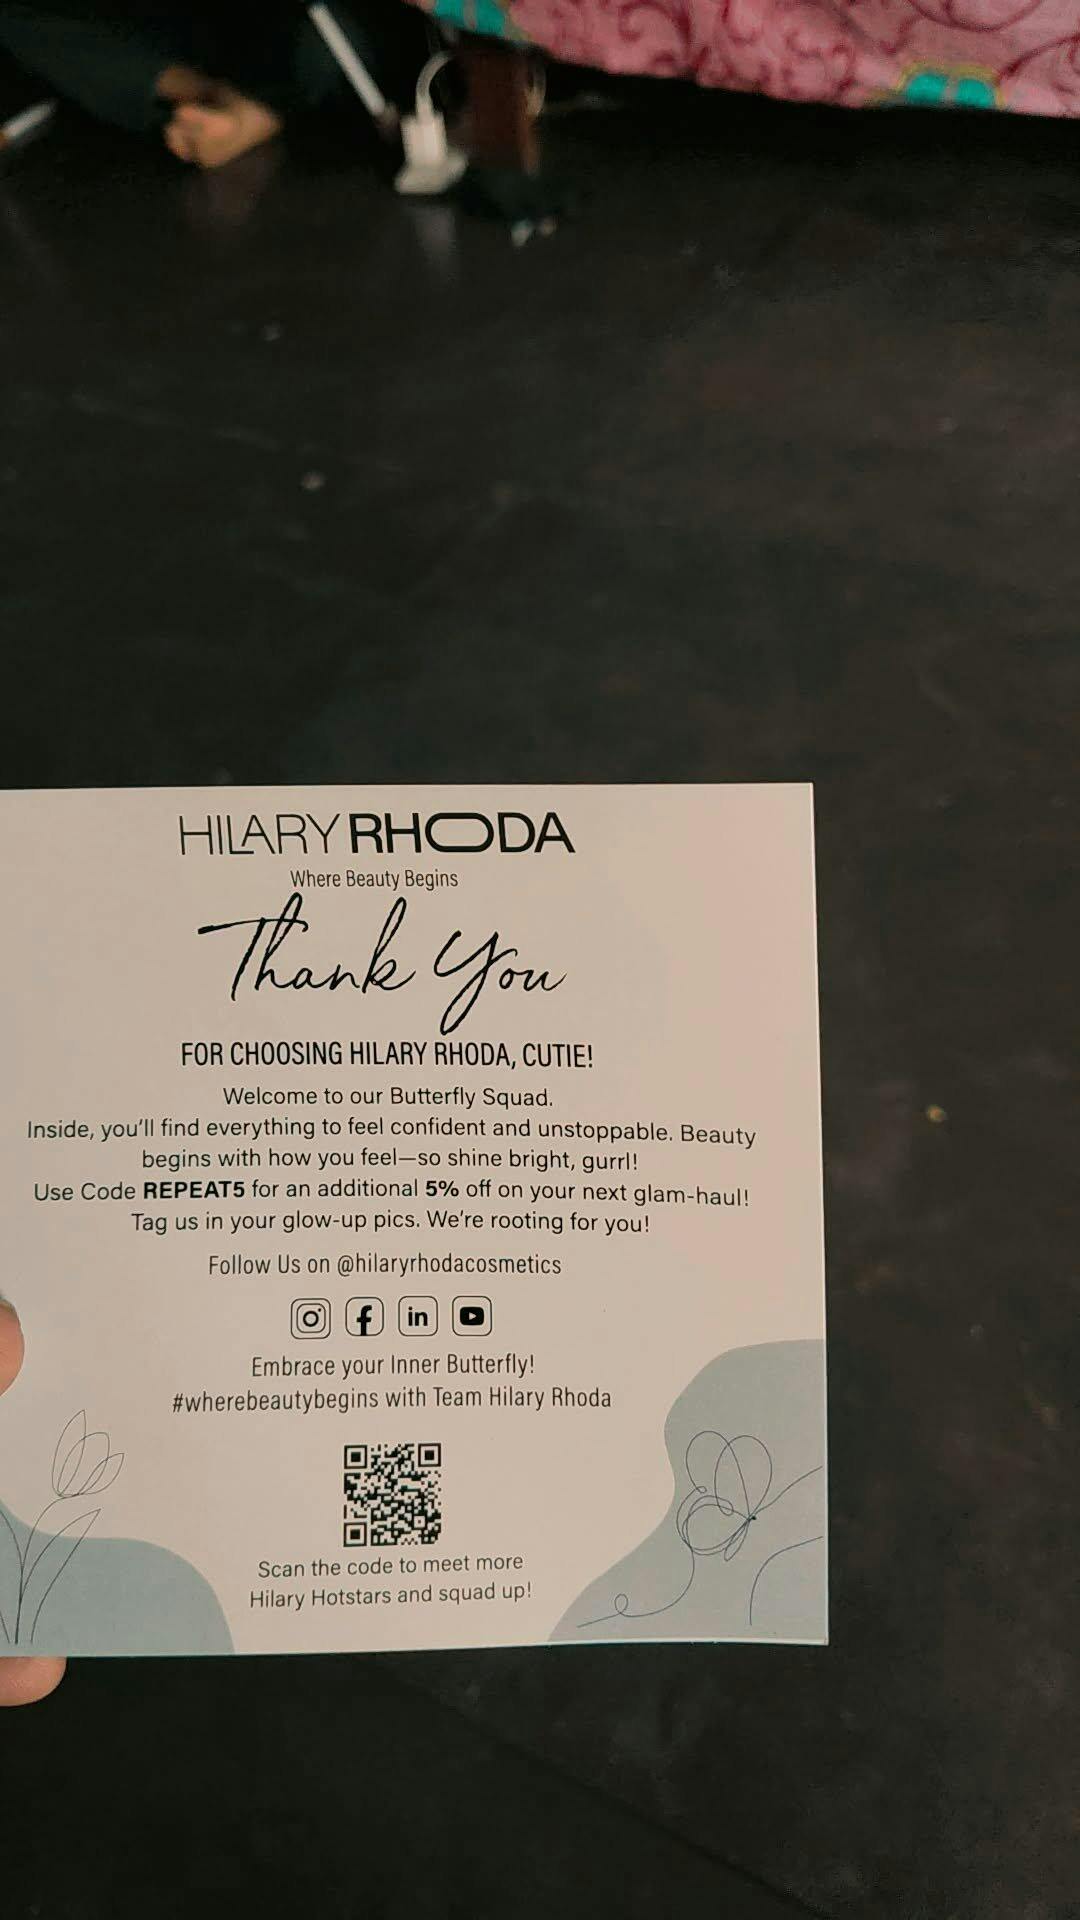 HILARYRHODA
Where Beauty Begins
Thank You
FOR CHOOSING HILARY RHODA, CUTIE!
Welcome to our Butterfly Squad.
Inside, you'll find everything to feel confident and unstoppable. Beauty
begins with how you feel—so shine bright, gurrl!
Use Code REPEAT5 for an additional 5% off on your next glam-haul!
Tag us in your glow-up pics. We're rooting for you!
Follow Us on @hilaryrhodacosmetics
in
Embrace your Inner Butterfly!
#wherebeautybegins with Team Hilary Rhoda
Scan the code to meet more
Hilary Hotstars and squad up!